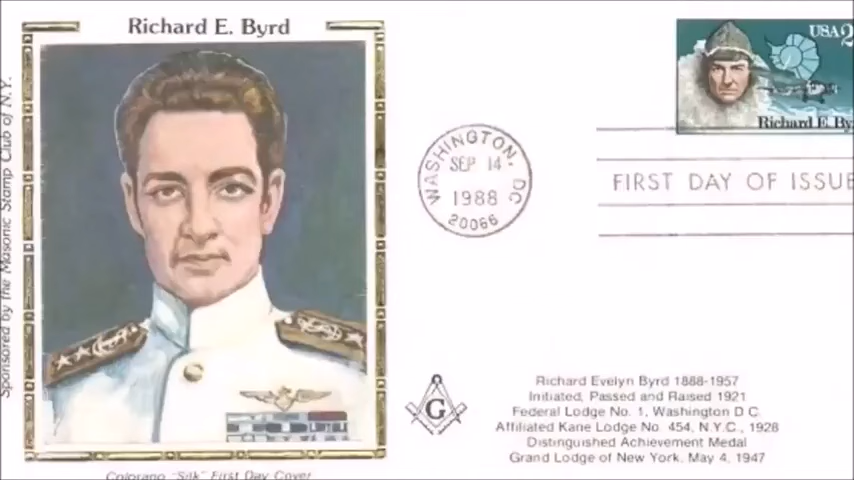 Richard E. Byrd
Sponsored by the Masonic Stamp Club of N.Y.
Colorano "Silk" First Day Cover
WASHINGTON, DC
SEP 14
1988
20066
USA 2
Richard E. By
FIRST DAY OF ISSUE
G
Richard Evelyn Byrd 1888-1957
Initiated, Passed and Raised 1921
Federal Lodge No. 1, Washington D C.
Affiliated Kane Lodge No. 454, N.Y.C., 1928
Distinguished Achievement Medal
Grand Lodge of New York, May 4, 1947